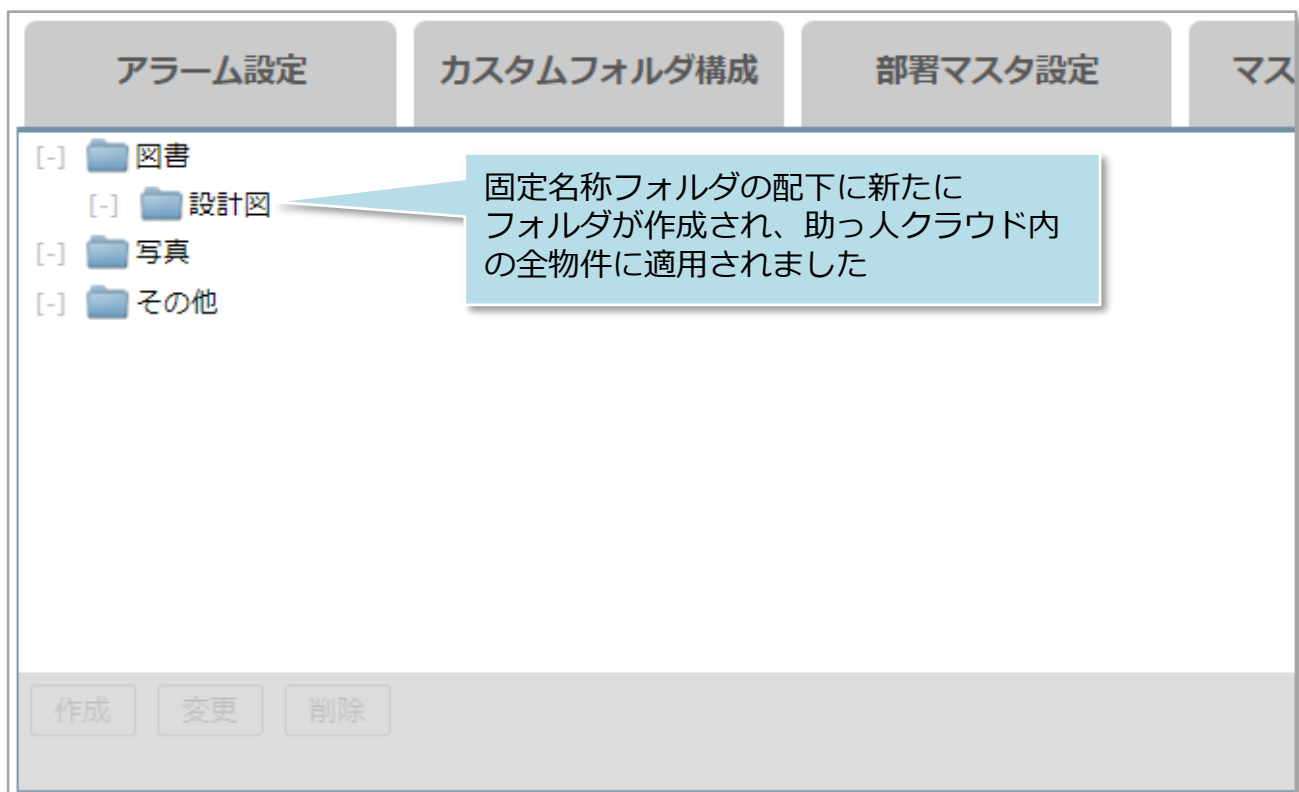 アラーム設定
カスタムフォルダ構成
部署マスタ設定
マス
[-] 図書
[-] 設計図
[-] 写真
[-] その他
固定名称フォルダの配下に新たに
フォルダが作成され、助っ人クラウド内
の全物件に適用されました
作成
変更
削除